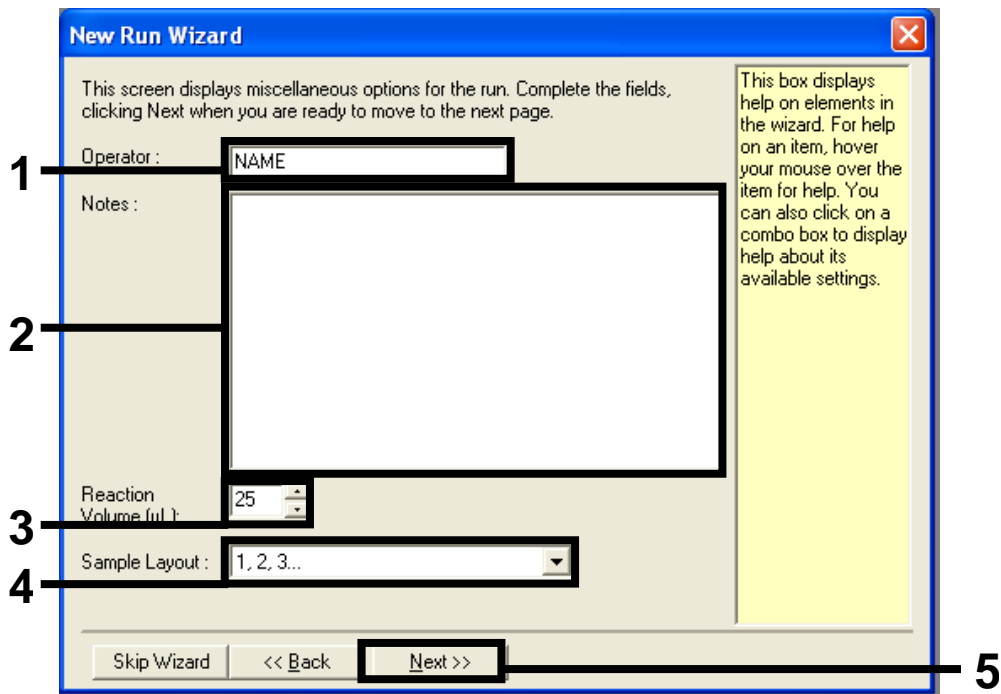 New Run Wizard
This screen displays miscellaneous options for the run. Complete the fields,
clicking Next when you are ready to move to the next page.
This box displays
help on elements in
the wizard. For help
on an item, hover
your mouse over the
item for help. You
can also click on a
combo box to display
help about its
available settings.
1
Operator :
NAME
Notes :
2
Reaction
Volume (µL):
25
3
Sample Layout :
1, 2, 3...
4
Skip Wizard
<< Back
Next >>
5